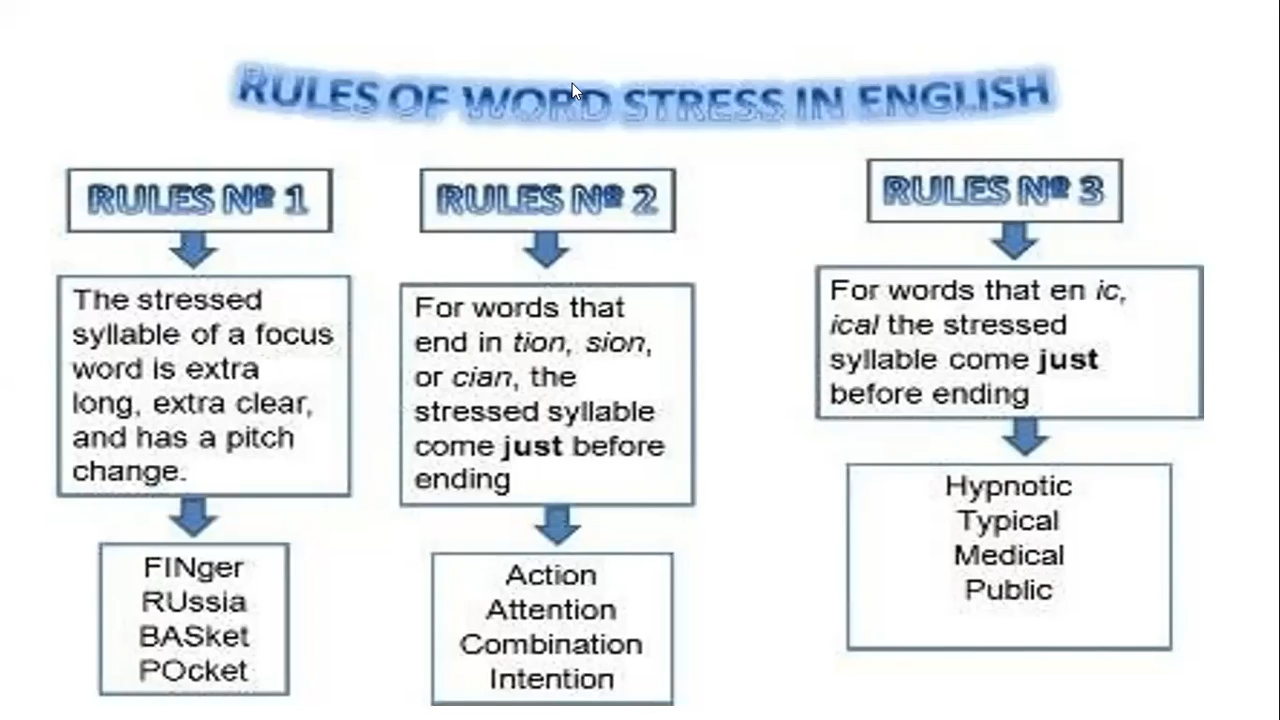 RULES OF WORD STRESS IN ENGLISH
RULES Nº 1
The stressed
syllable of a focus
word is extra
long, extra clear,
and has a pitch
change.
FINger
RUssia
BASket
POcket
RULES Nº 2
For words that
end in tion, sion,
or cian, the
stressed syllable
come just before
ending
Action
Attention
Combination
Intention
RULES Nº 3
For words that en ic,
ical the stressed
syllable come just
before ending
Hypnotic
Typical
Medical
Public